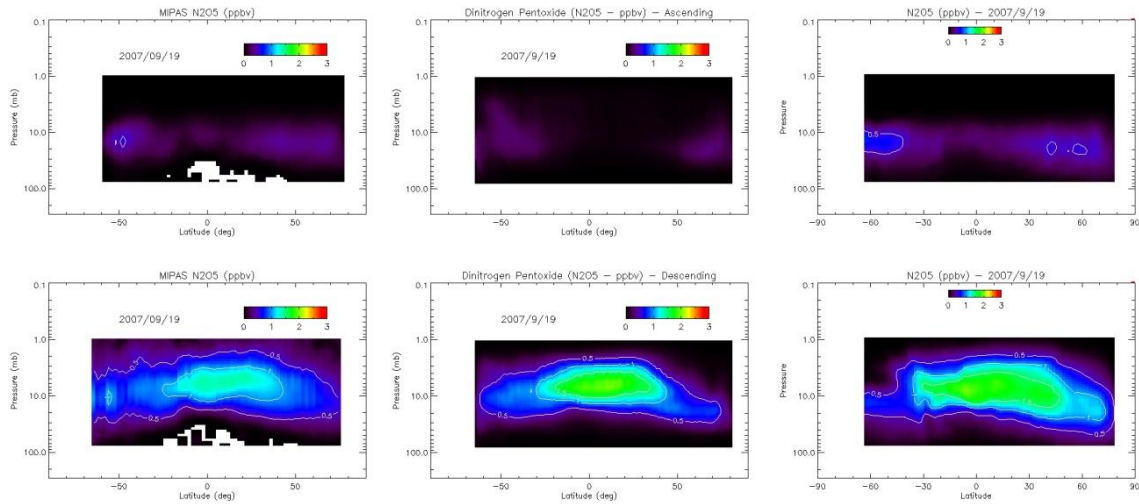 MIPAS N2O5 (ppbv)
0.1
1.0
10.0
100.0
Pressure (mb)
2007/09/19
0 1 2 3
−50 0 50
Latitude (deg)
Dinitrogen Pentoxide (N2O5 − ppbv) − Ascending
0.1
1.0
10.0
100.0
Pressure (mb)
2007/9/19
0 1 2 3
−50 0 50
Latitude (deg)
N2O5 (ppbv) − 2007/9/19
0.1
1.0
10.0
100.0
Pressure
0 1 2 3
0.5
−90 −60 −30 0 30 60 90
Latitude
MIPAS N2O5 (ppbv)
0.1
1.0
10.0
100.0
Pressure (mb)
2007/09/19
0 1 2 3
0.5
0.5
0.5
−50 0 50
Latitude (deg)
Dinitrogen Pentoxide (N2O5 − ppbv) − Descending
0.1
1.0
10.0
100.0
Pressure (mb)
2007/9/19
0 1 2 3
0.5
0.5
−50 0 50
Latitude (deg)
N2O5 (ppbv) − 2007/9/19
0.1
1.0
10.0
100.0
Pressure
0 1 2 3
0.5
0.5
−90 −60 −30 0 30 60 90
Latitude